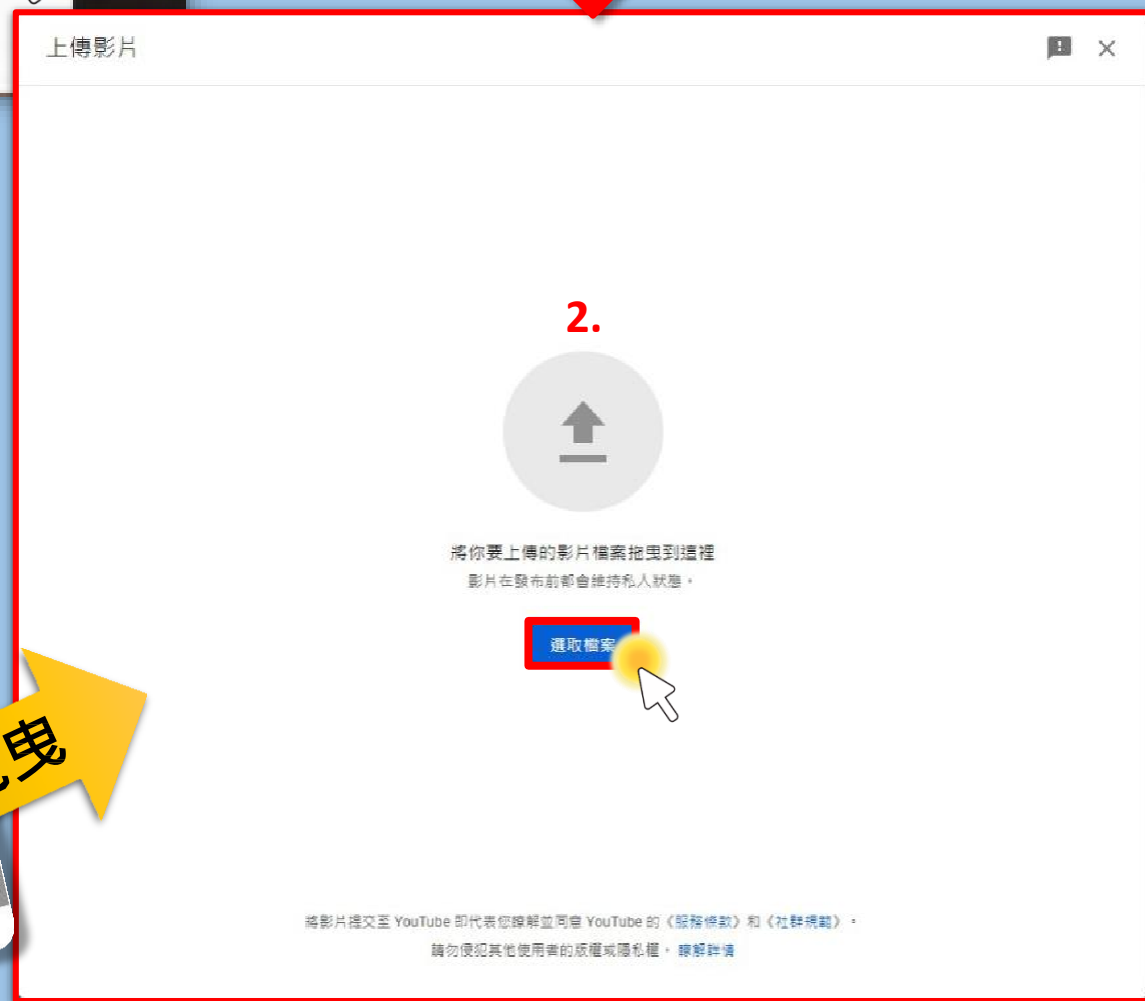 上傳影片
2.
將你要上傳的影片檔案拖曳到這裡
影片在發布前都會維持私人狀態。
選取檔案
曳
將影片提交至 YouTube 即代表您瞭解並同意 YouTube 的《服務條款》和《社群規範》。
請勿侵犯其他使用者的版權或隱私權。 瞭解詳情